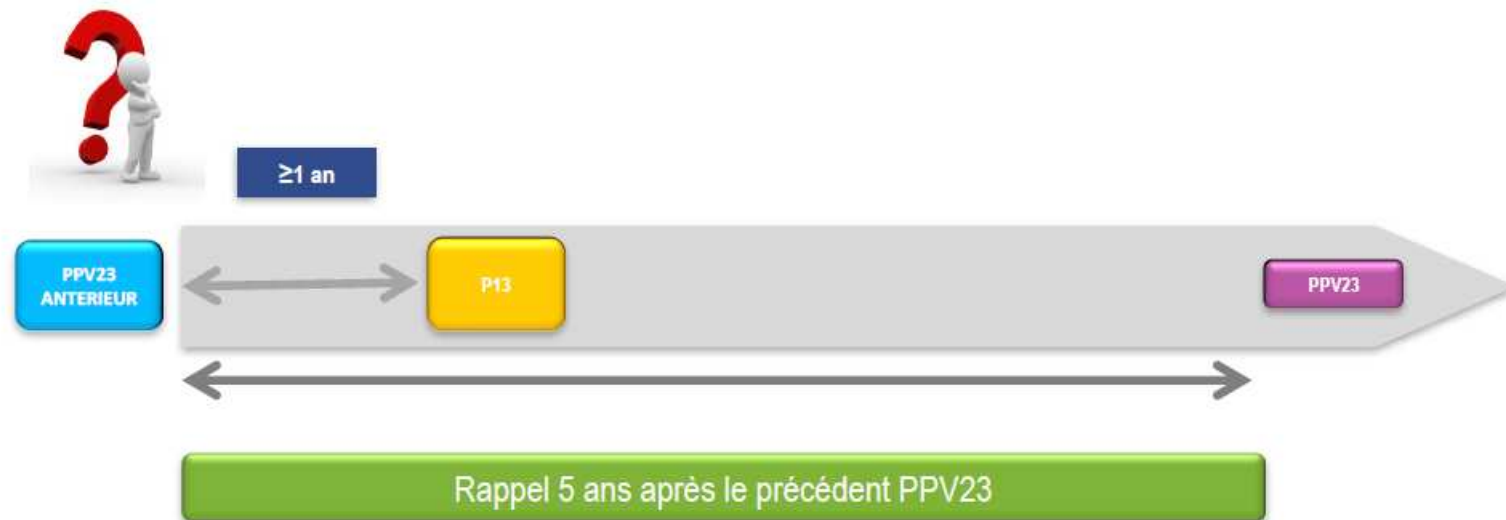 ≥1 an
PPV23
ANTERIEUR
P13
PPV23
Rappel 5 ans après le précédent PPV23